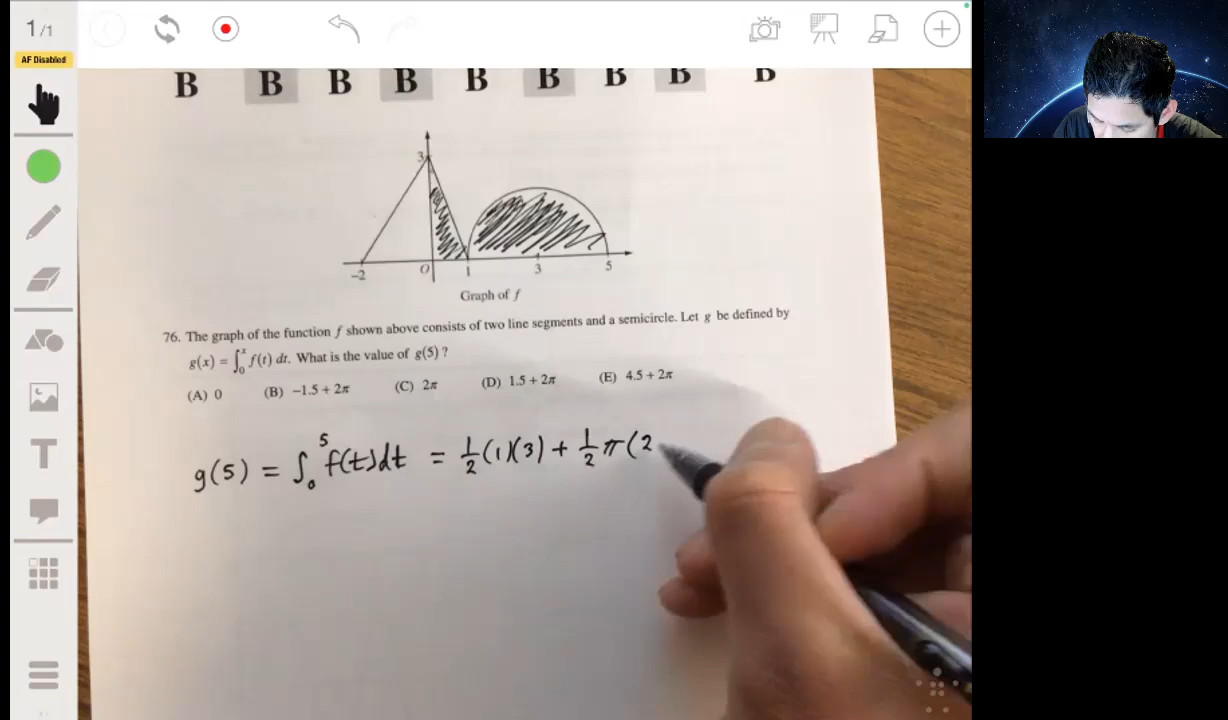 1/1
AF Disabled
B B B B B B B B B
3
-2 O 1 3 5
Graph of f
76. The graph of the function f shown above consists of two line segments and a semicircle. Let g be defined by
g(x) = ∫₀ˣ f(t) dt. What is the value of g(5) ?
(A) 0 (B) −1.5 + 2π (C) 2π (D) 1.5 + 2π (E) 4.5 + 2π
g(5) = ∫₀⁵ f(t)dt = 1/2 (1)(3) + 1/2 π(2
T